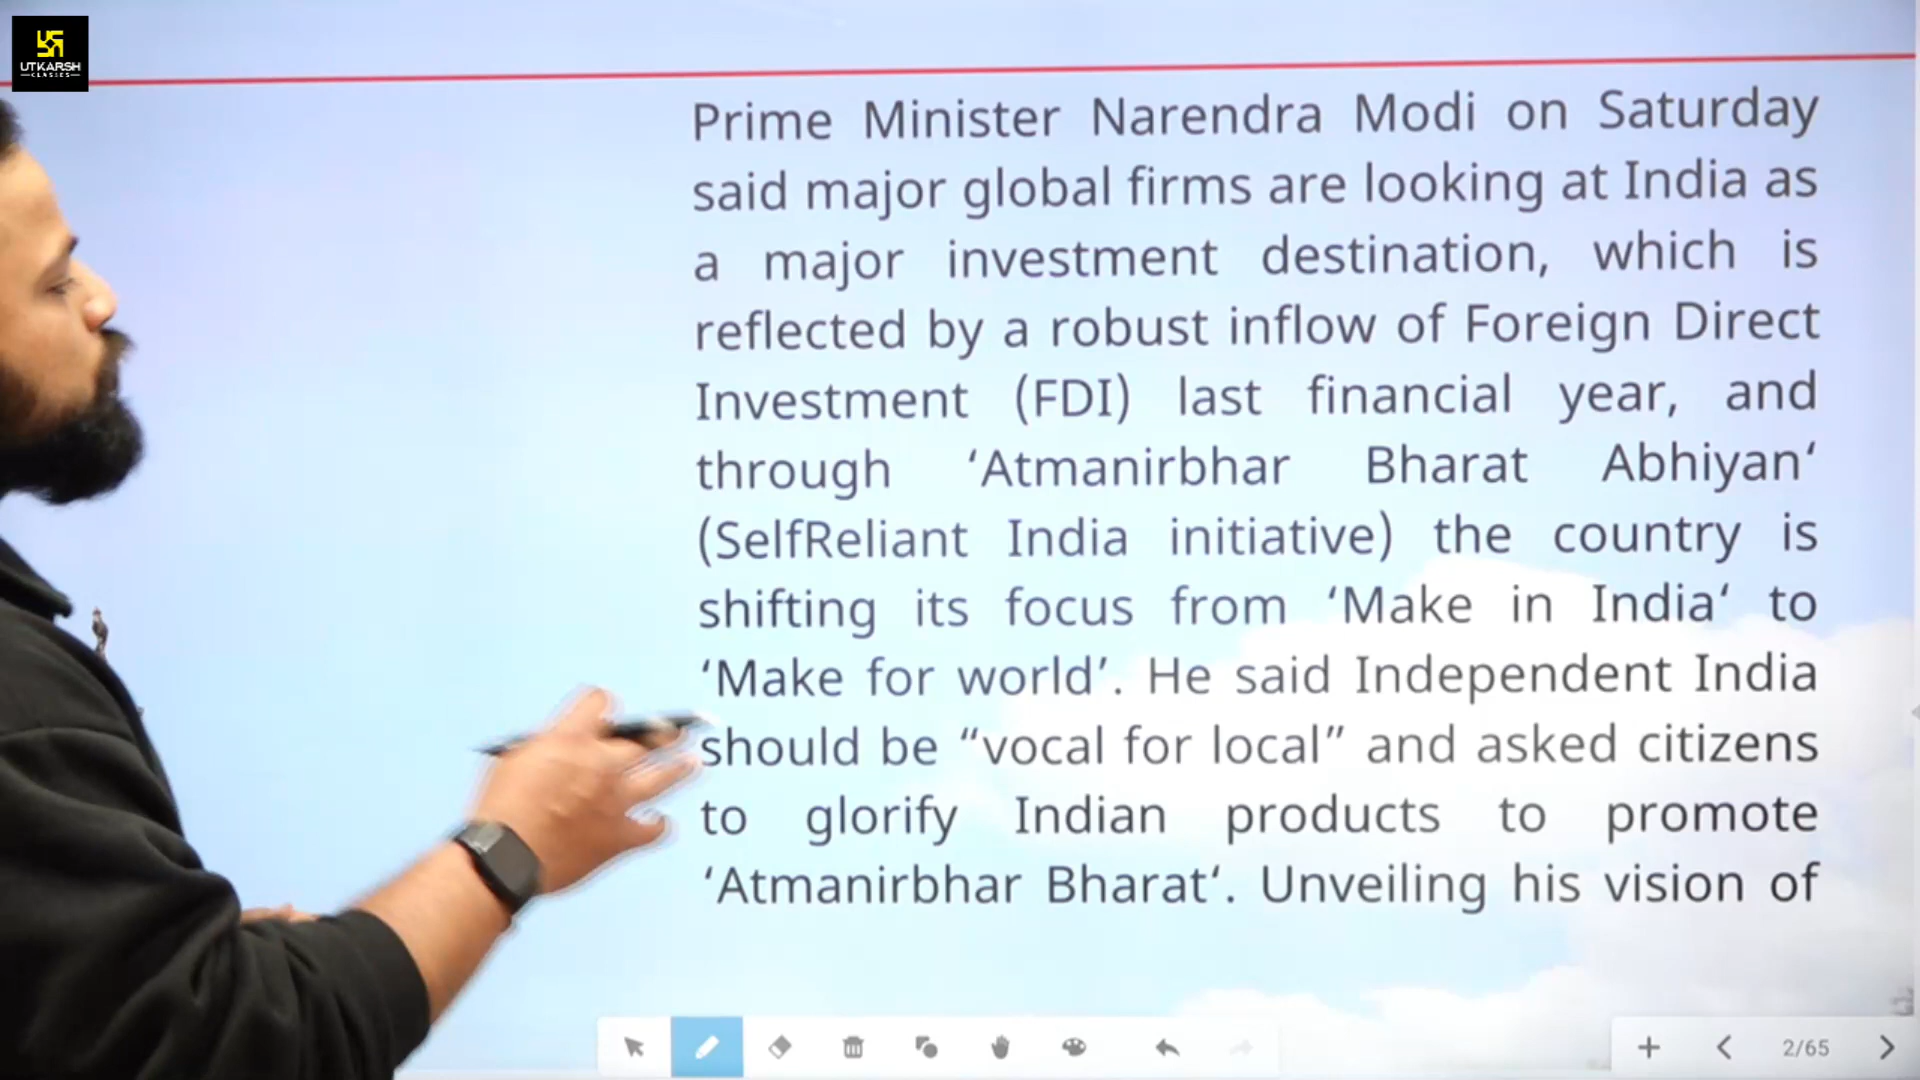 UTKARSH
CLASSES
Prime Minister Narendra Modi on Saturday
said major global firms are looking at India as
a major investment destination, which is
reflected by a robust inflow of Foreign Direct
Investment (FDI) last financial year, and
through ‘Atmanirbhar Bharat Abhiyan‘
(SelfReliant India initiative) the country is
shifting its focus from ‘Make in India‘ to
‘Make for world’. He said Independent India
should be “vocal for local” and asked citizens
to glorify Indian products to promote
‘Atmanirbhar Bharat‘. Unveiling his vision of
2/65